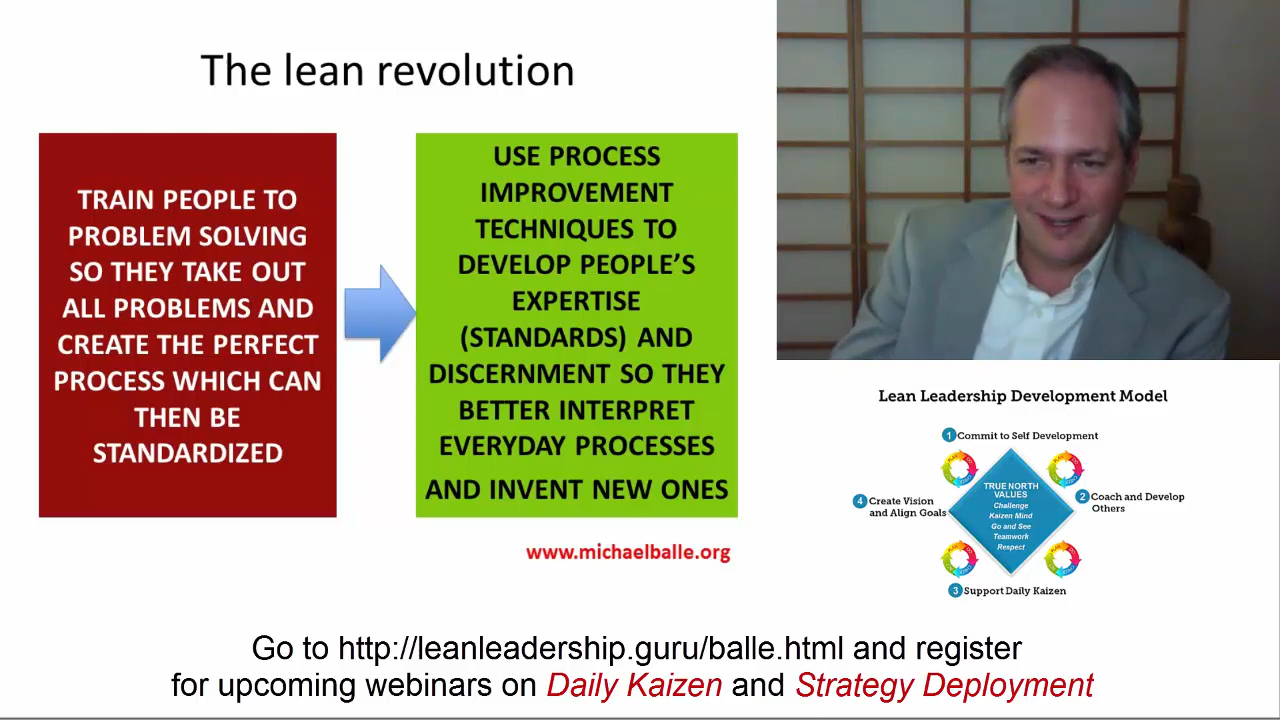 The lean revolution
TRAIN PEOPLE TO
PROBLEM SOLVING
SO THEY TAKE OUT
ALL PROBLEMS AND
CREATE THE PERFECT
PROCESS WHICH CAN
THEN BE
STANDARDIZED
USE PROCESS
IMPROVEMENT
TECHNIQUES TO
DEVELOP PEOPLE'S
EXPERTISE
(STANDARDS) AND
DISCERNMENT SO THEY
BETTER INTERPRET
EVERYDAY PROCESSES
AND INVENT NEW ONES
www.michaelballe.org
Lean Leadership Development Model
1 Commit to Self Development
TRUE NORTH
VALUES
Challenge
Kaizen Mind
Go and See
Teamwork
Respect
2 Coach and Develop
Others
3 Support Daily Kaizen
4 Create Vision
and Align Goals
Go to http://leanleadership.guru/balle.html and register
for upcoming webinars on Daily Kaizen and Strategy Deployment